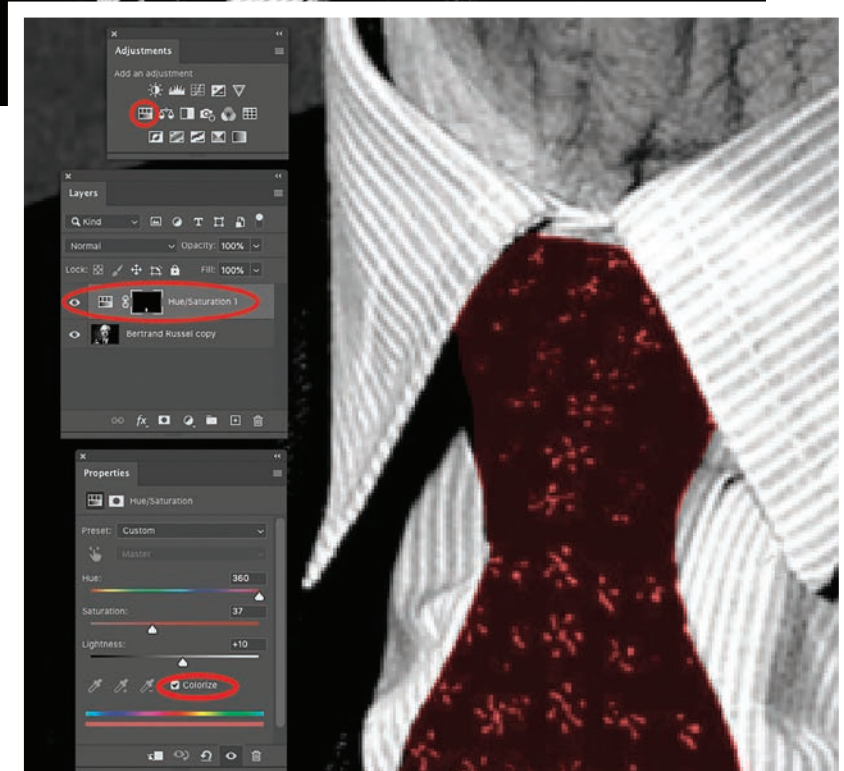 Adjustments
Add an adjustment
Layers
Kind
Normal Opacity: 100%
Lock: Fill: 100%
Hue/Saturation 1
Bertrand Russel copy
fx
Properties
Hue/Saturation
Preset: Custom
Master
Hue: 360
Saturation: 37
Lightness: +10
Colorize